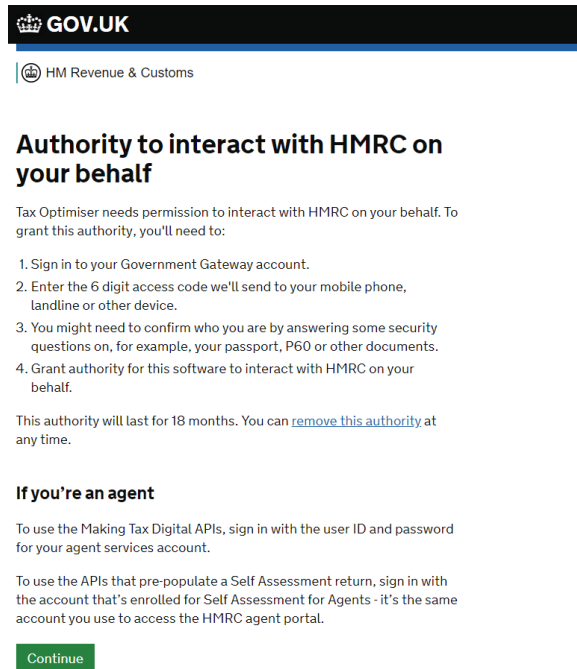 GOV.UK
HM Revenue & Customs
Authority to interact with HMRC on
your behalf
Tax Optimiser needs permission to interact with HMRC on your behalf. To
grant this authority, you'll need to:
1. Sign in to your Government Gateway account.
2. Enter the 6 digit access code we'll send to your mobile phone,
landline or other device.
3. You might need to confirm who you are by answering some security
questions on, for example, your passport, P60 or other documents.
4. Grant authority for this software to interact with HMRC on your
behalf.
This authority will last for 18 months. You can remove this authority at
any time.
If you’re an agent
To use the Making Tax Digital APIs, sign in with the user ID and password
for your agent services account.
To use the APIs that pre-populate a Self Assessment return, sign in with
the account that’s enrolled for Self Assessment for Agents - it’s the same
account you use to access the HMRC agent portal.
Continue